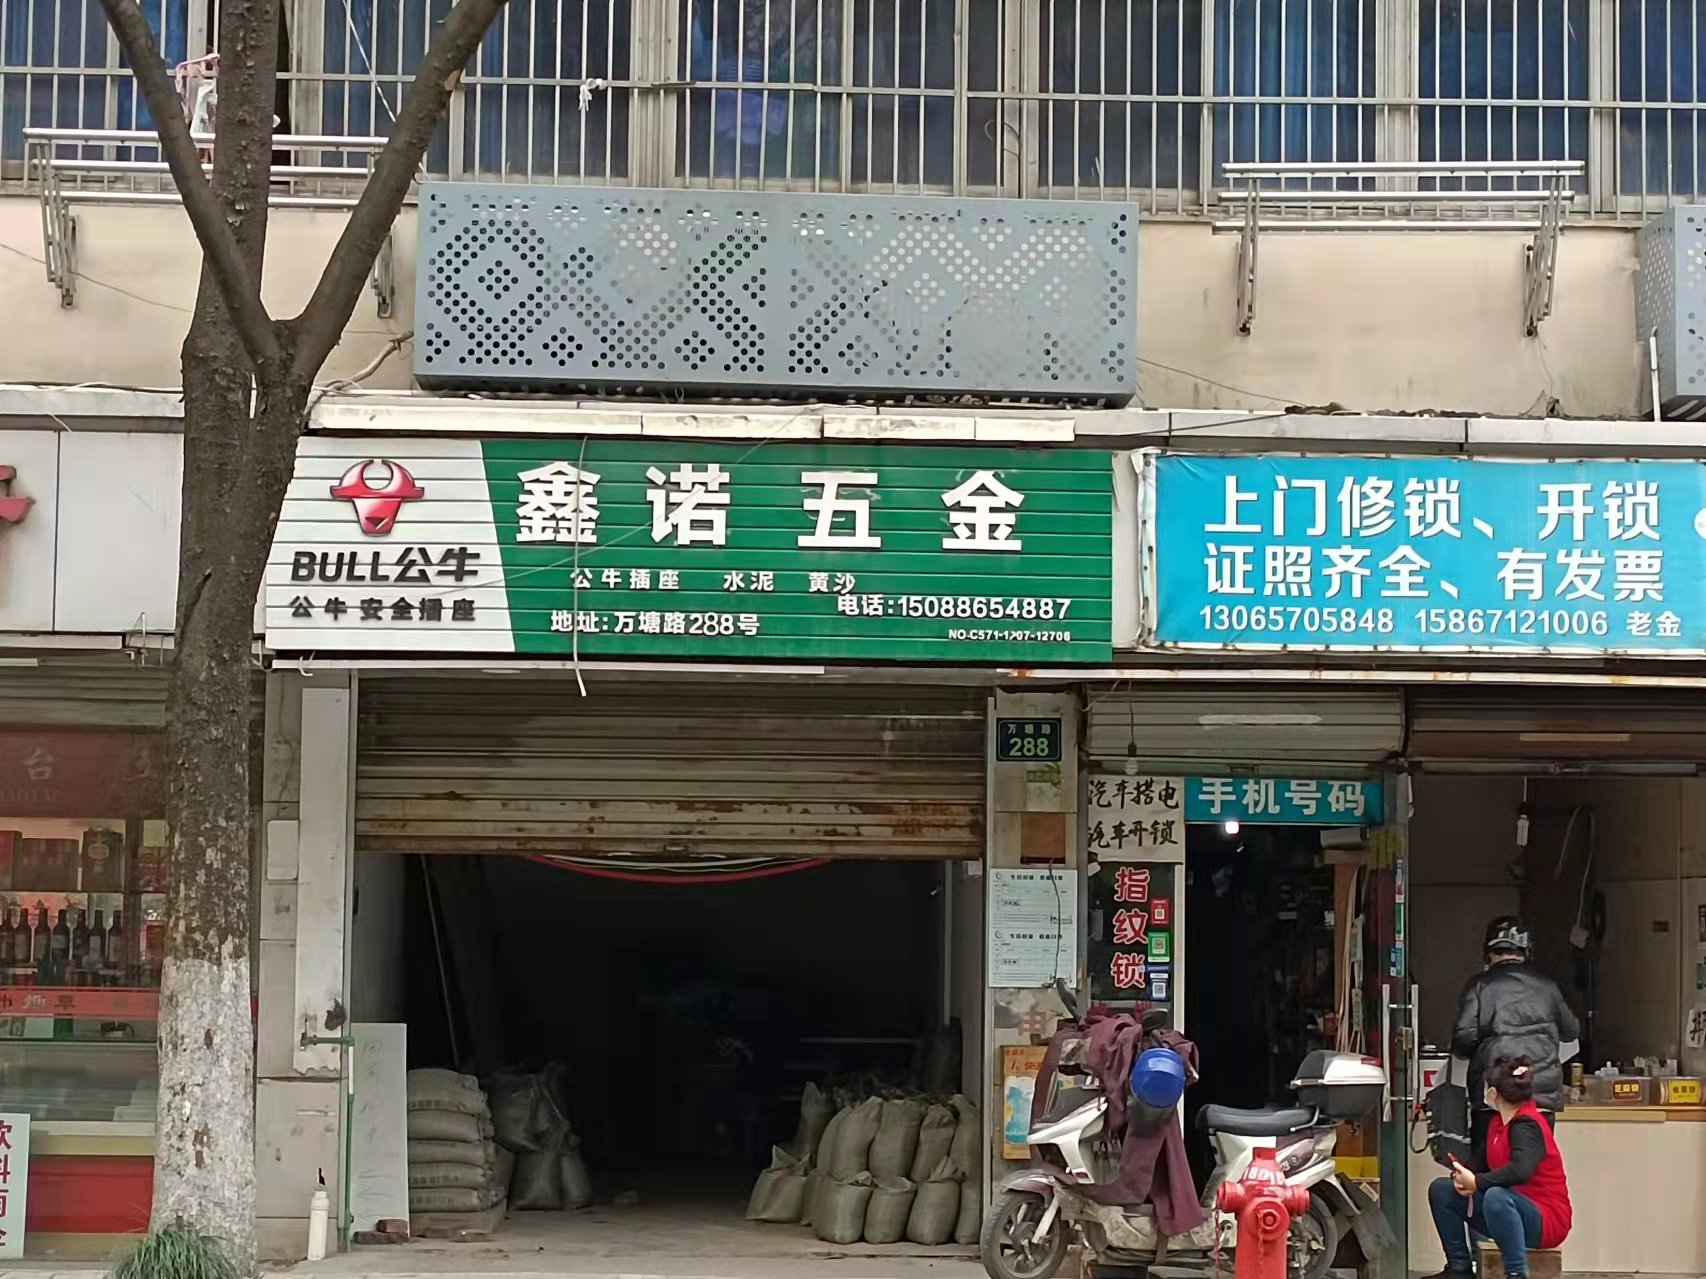 鑫诺五金
BULL公牛
公牛安全插座
公牛插座 水泥 黄沙
电话:15088654887
地址:万塘路288号
上门修锁、开锁
证照齐全、有发票
13065705848 15867121006 老金
万塘路
288
汽车搭电
汽车开锁
手机号码
指纹锁